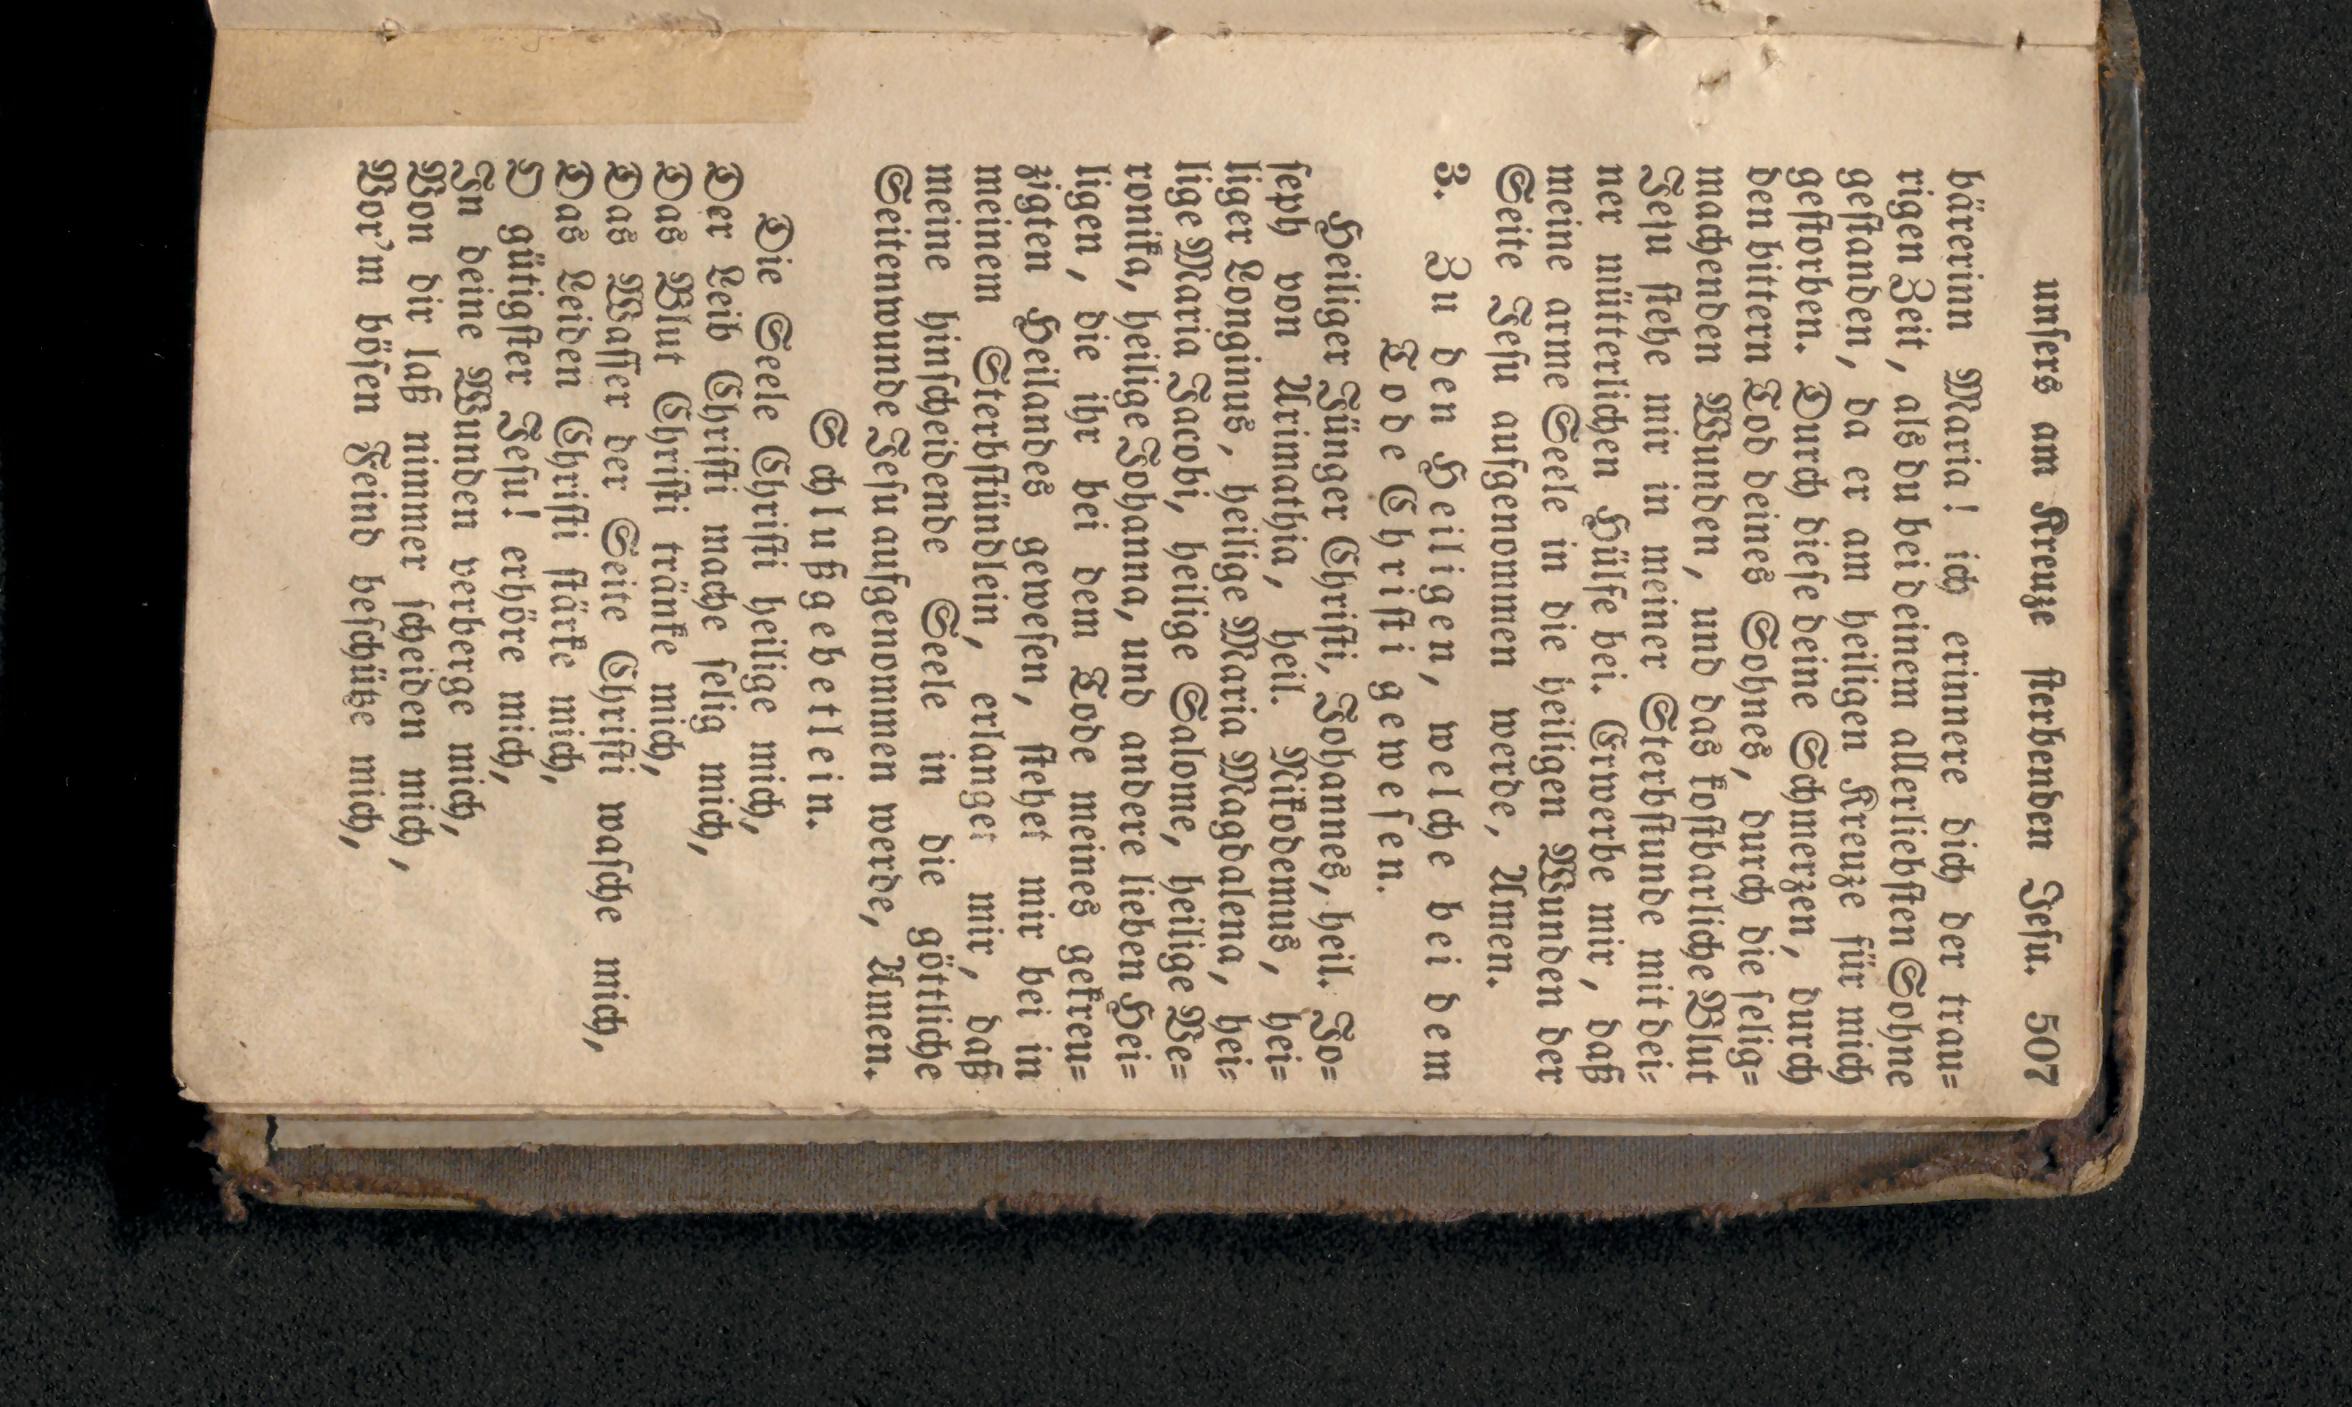 unsers am Kreuze sterbenden Jesu. 507
bärerinn Maria! ich erinnere dich der trau=
rigen Zeit, als du bei deinem allerliebsten Sohne
gestanden, da er am heiligen Kreuze für mich
gestorben. Durch diese deine Schmerzen, durch
den bittern Tod deines Sohnes, durch die selig=
machenden Wunden, und das kostbarliche Blut
Jesu stehe mir in meiner Sterbstunde mit dei=
ner mütterlichen Hülfe bei. Erwerbe mir, daß
meine arme Seele in die heiligen Wunden der
Seite Jesu aufgenommen werde, Amen.
3. Zu den Heiligen, welche bei dem
Tode Christi gewesen.
Heiliger Jünger Christi, Johannes, heil. Jo=
seph von Arimathia, heil. Nikodemus, hei=
liger Longinus, heilige Maria Magdalena, hei=
lige Maria Jacobi, heilige Salome, heilige Ve=
ronika, heilige Johanna, und andere lieben Hei=
ligen, die ihr bei dem Tode meines gekreu=
zigten Heilandes gewesen, stehet mir bei in
meinem Sterbstündlein, erlanget mir, daß
meine hinscheidende Seele in die göttliche
Seitenwunde Jesu aufgenommen werde, Amen.
Schlußgebetlein.
Die Seele Christi heilige mich,
Der Leib Christi mache selig mich,
Das Blut Christi tränke mich,
Das Wasser der Seite Christi wasche mich,
Das Leiden Christi stärke mich,
O gütigster Jesu! erhöre mich,
In deine Wunden verberge mich,
Von dir laß nimmer scheiden mich,
Vor'm bösen Feind beschütze mich,